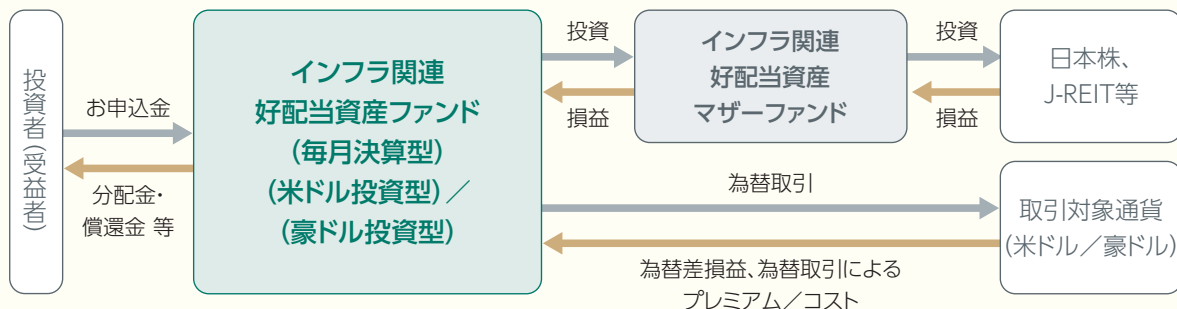 投資者（受益者）
お申込金
分配金・
償還金 等
インフラ関連
好配当資産ファンド
（毎月決算型）
（米ドル投資型）／
（豪ドル投資型）
投資
損益
インフラ関連
好配当資産
マザーファンド
投資
損益
日本株、
J-REIT等
為替取引
為替差損益、為替取引による
プレミアム／コスト
取引対象通貨
（米ドル／豪ドル）